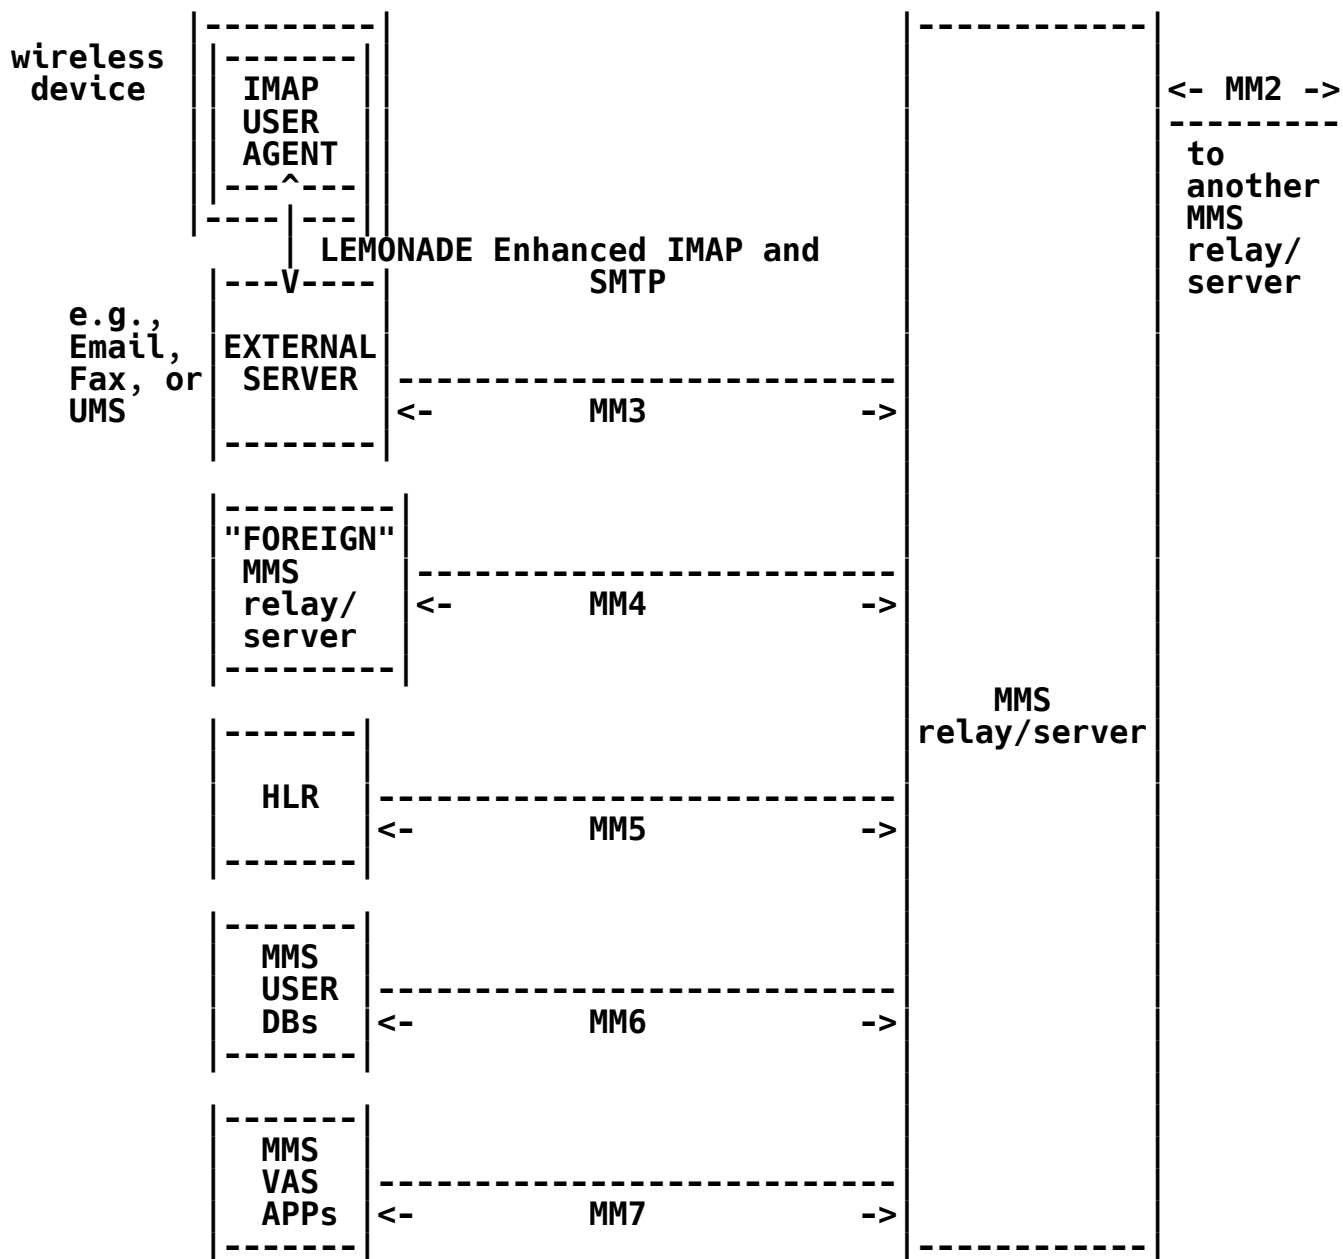 wireless
device
IMAP
USER
AGENT
<- MM2 ->
to
another
MMS
relay/
server
LEMONADE Enhanced IMAP and
SMTP
e.g.,
Email,
Fax, or
UMS
EXTERNAL
SERVER
<- MM3 ->
"FOREIGN"
MMS
relay/
server
<- MM4 ->
MMS
relay/server
HLR
<- MM5 ->
MMS
USER
DBs
<- MM6 ->
MMS
VAS
APPs
<- MM7 ->